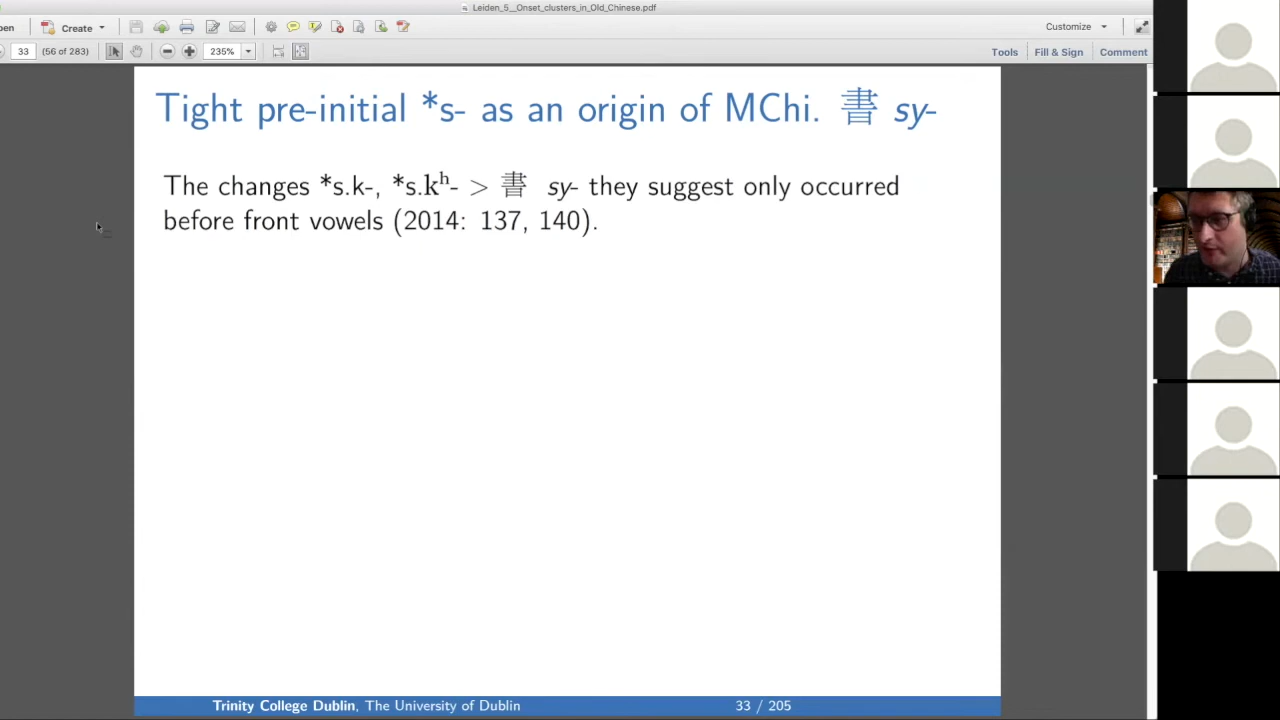 Leiden_5__Onset_clusters_in_Old_Chinese.pdf
pen Create Customize
33 (56 of 283) 235% Tools Fill & Sign Comment
Tight pre-initial *s- as an origin of MChi. 書 sy-
The changes *s.k-, *s.kʰ- > 書 sy- they suggest only occurred
before front vowels (2014: 137, 140).
Trinity College Dublin, The University of Dublin 33 / 205